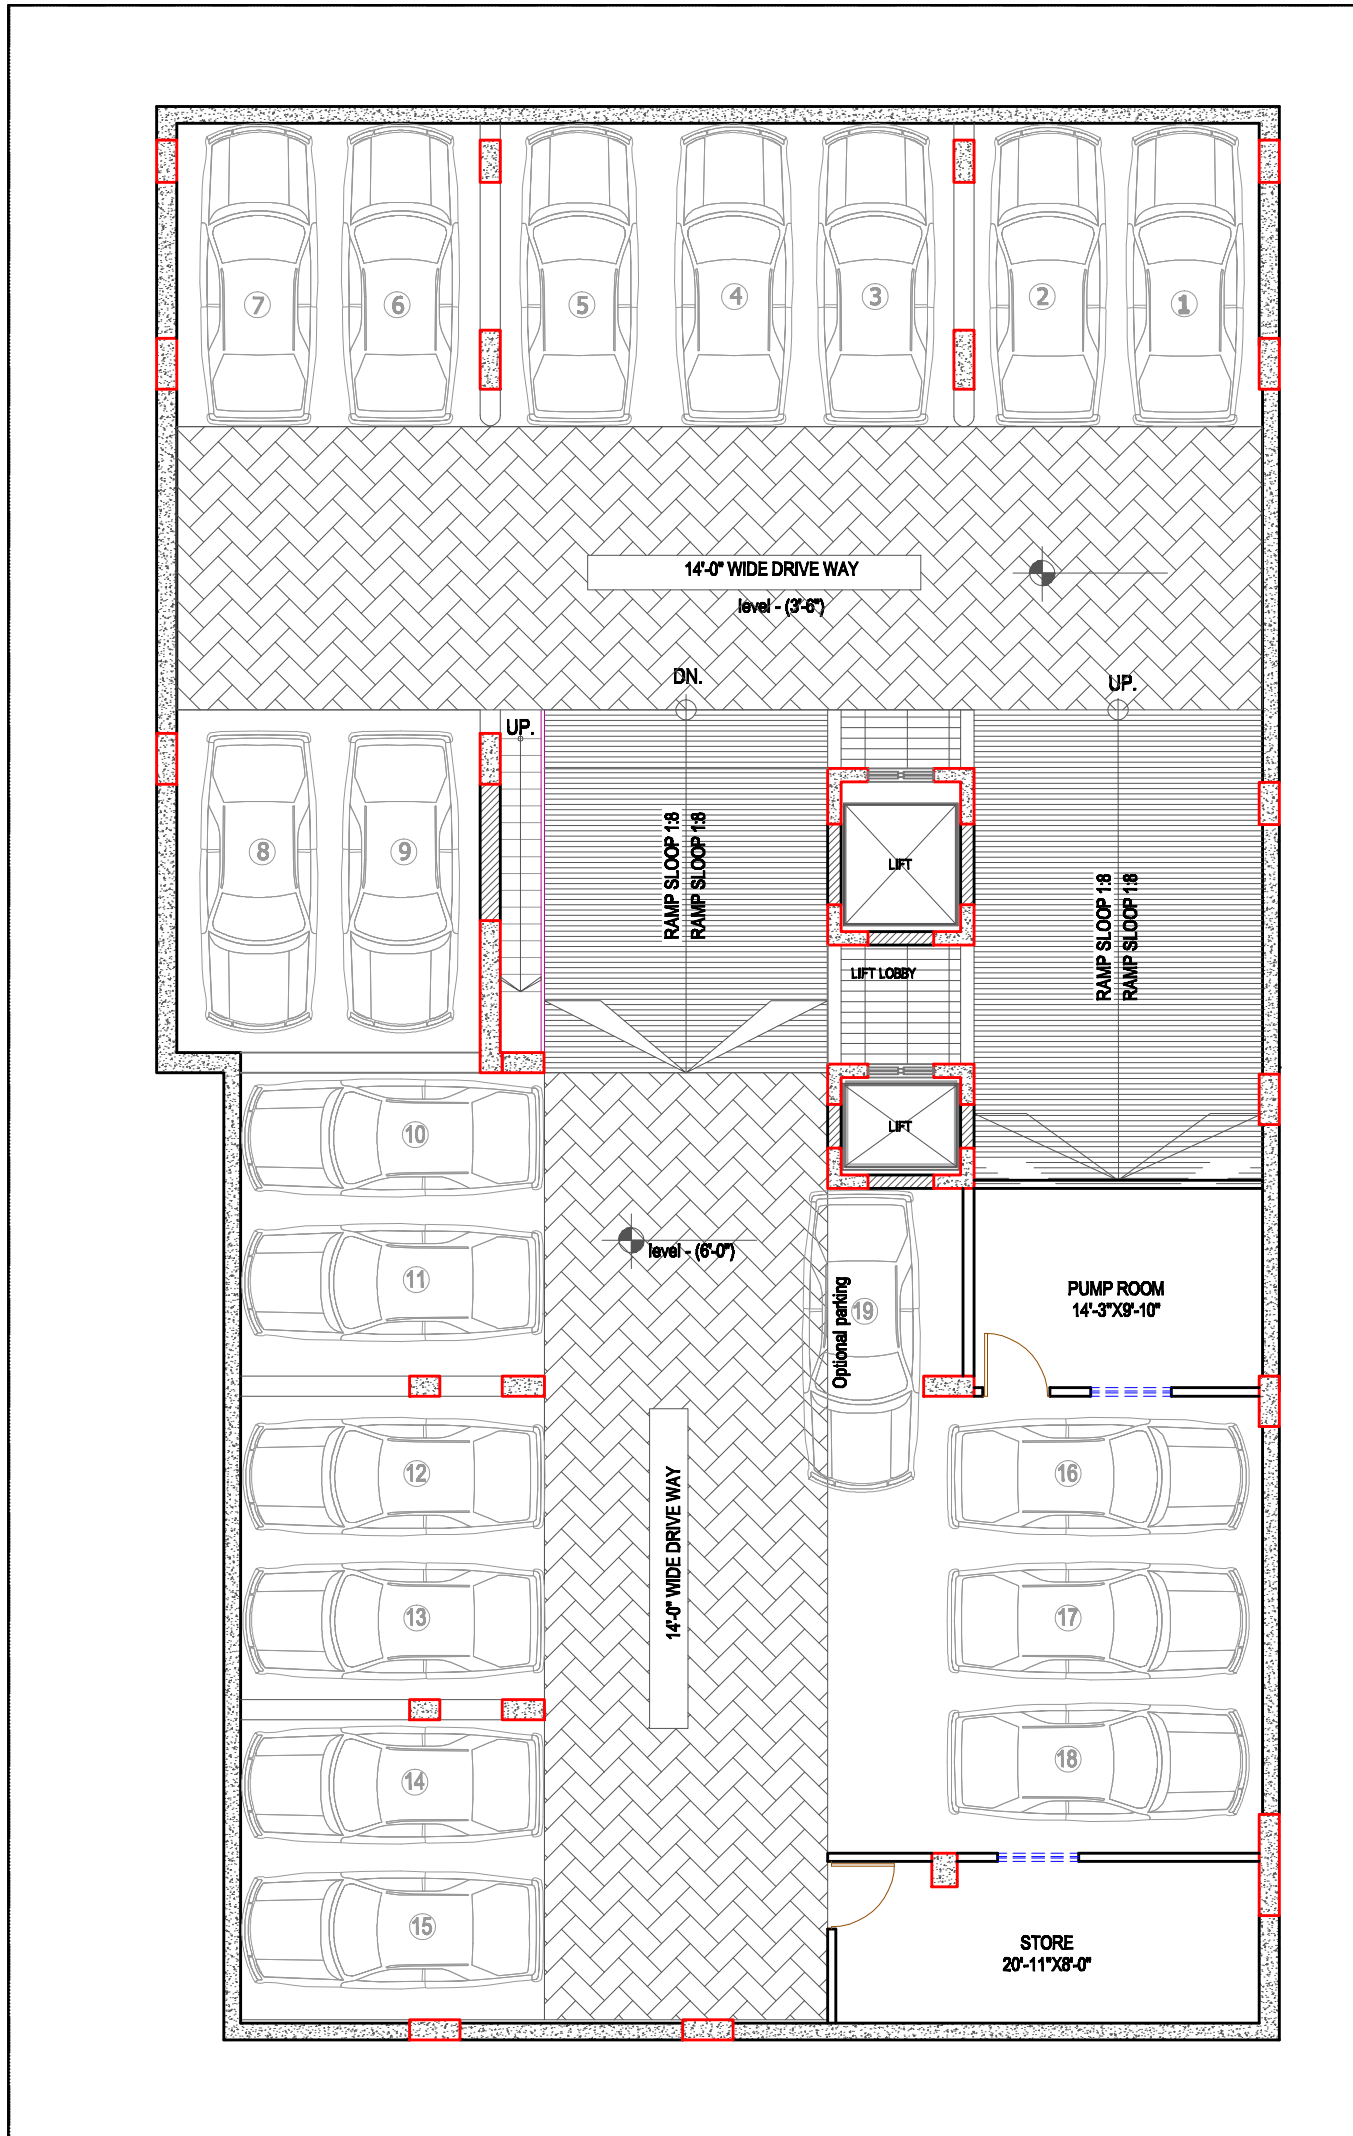 7
6
5
4
3
2
1
14'-0" WIDE DRIVE WAY
level - (3'-6")
DN.
UP.
UP.
8
9
RAMP SLOOP 1:8
RAMP SLOOP 1:8
LIFT
RAMP SLOOP 1:8
RAMP SLOOP 1:8
LIFT LOBBY
10
LIFT
level - (6'-0")
11
Optional parking
19
PUMP ROOM
14'-3"X9'-10"
12
16
14'-0" WIDE DRIVE WAY
13
17
14
18
15
STORE
20'-11"X8'-0"